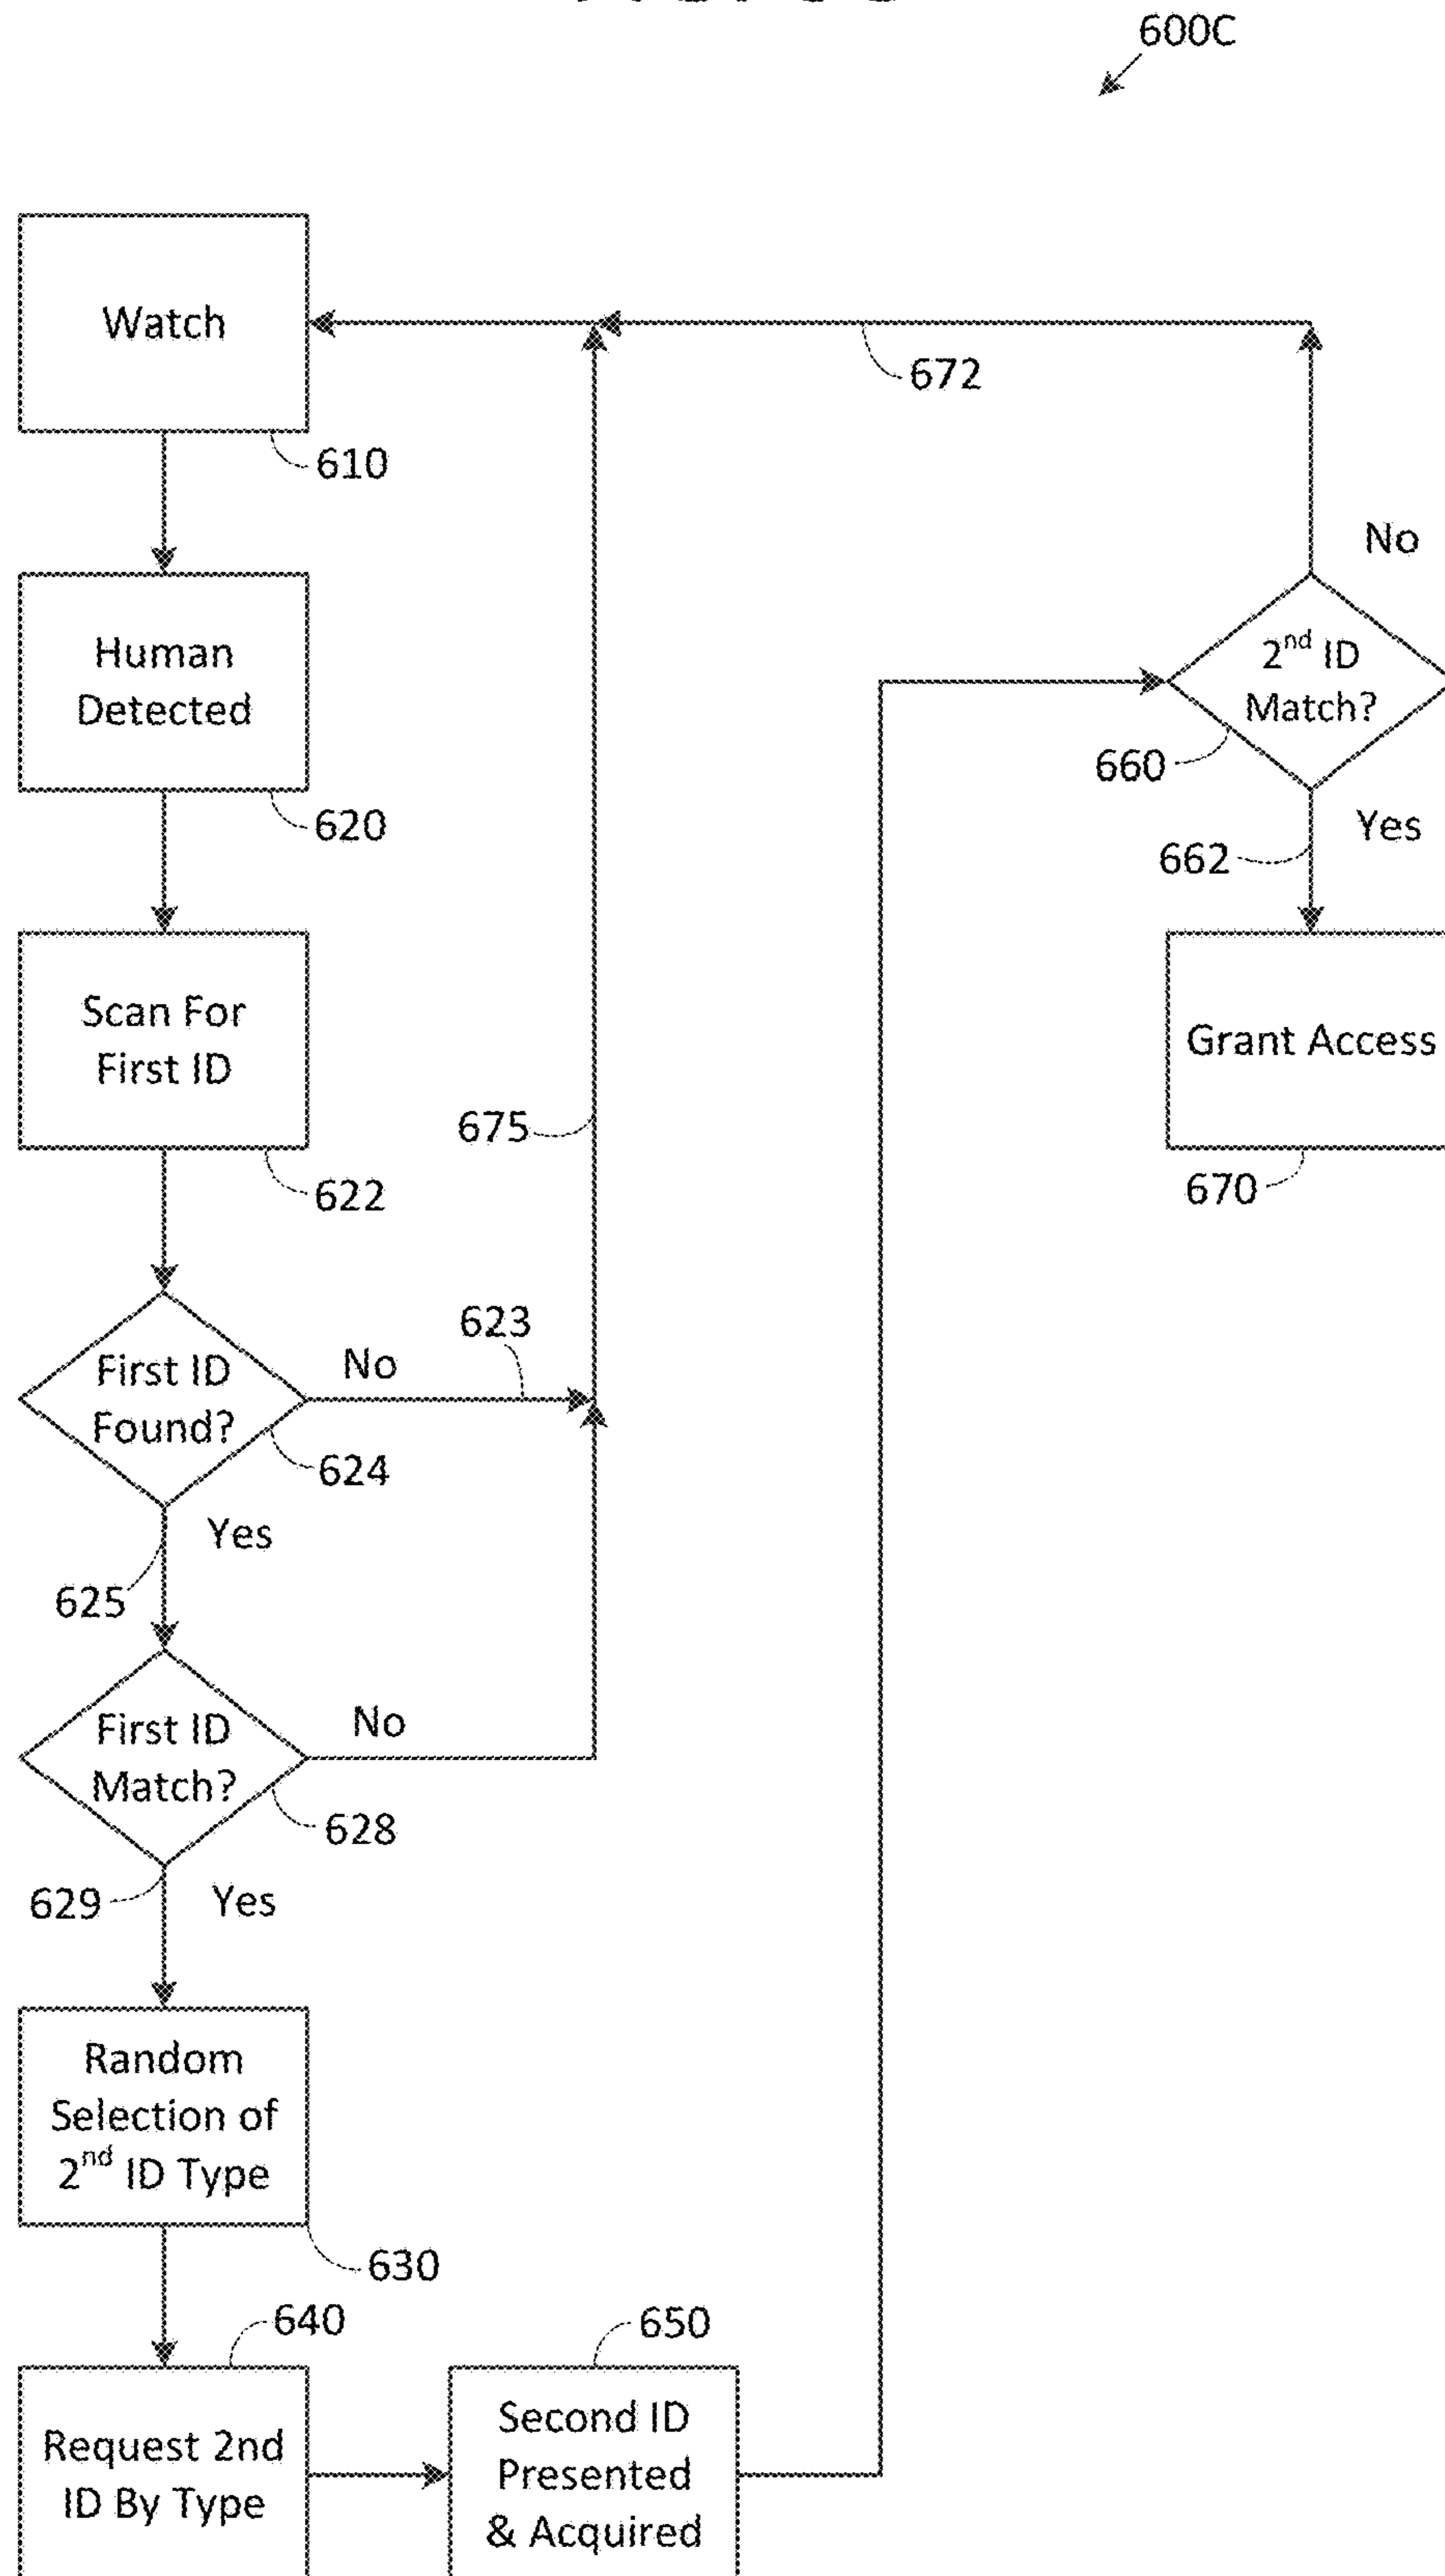 600C
Watch
672
610
No
Human
Detected
2nd ID
Match?
660
620
Yes
662
Scan For
First ID
Grant Access
675
622
670
623
No
First ID
Found?
624
Yes
625
No
First ID
Match?
628
629
Yes
Random
Selection of
2nd ID Type
630
640
650
Request 2nd
ID By Type
Second ID
Presented
& Acquired